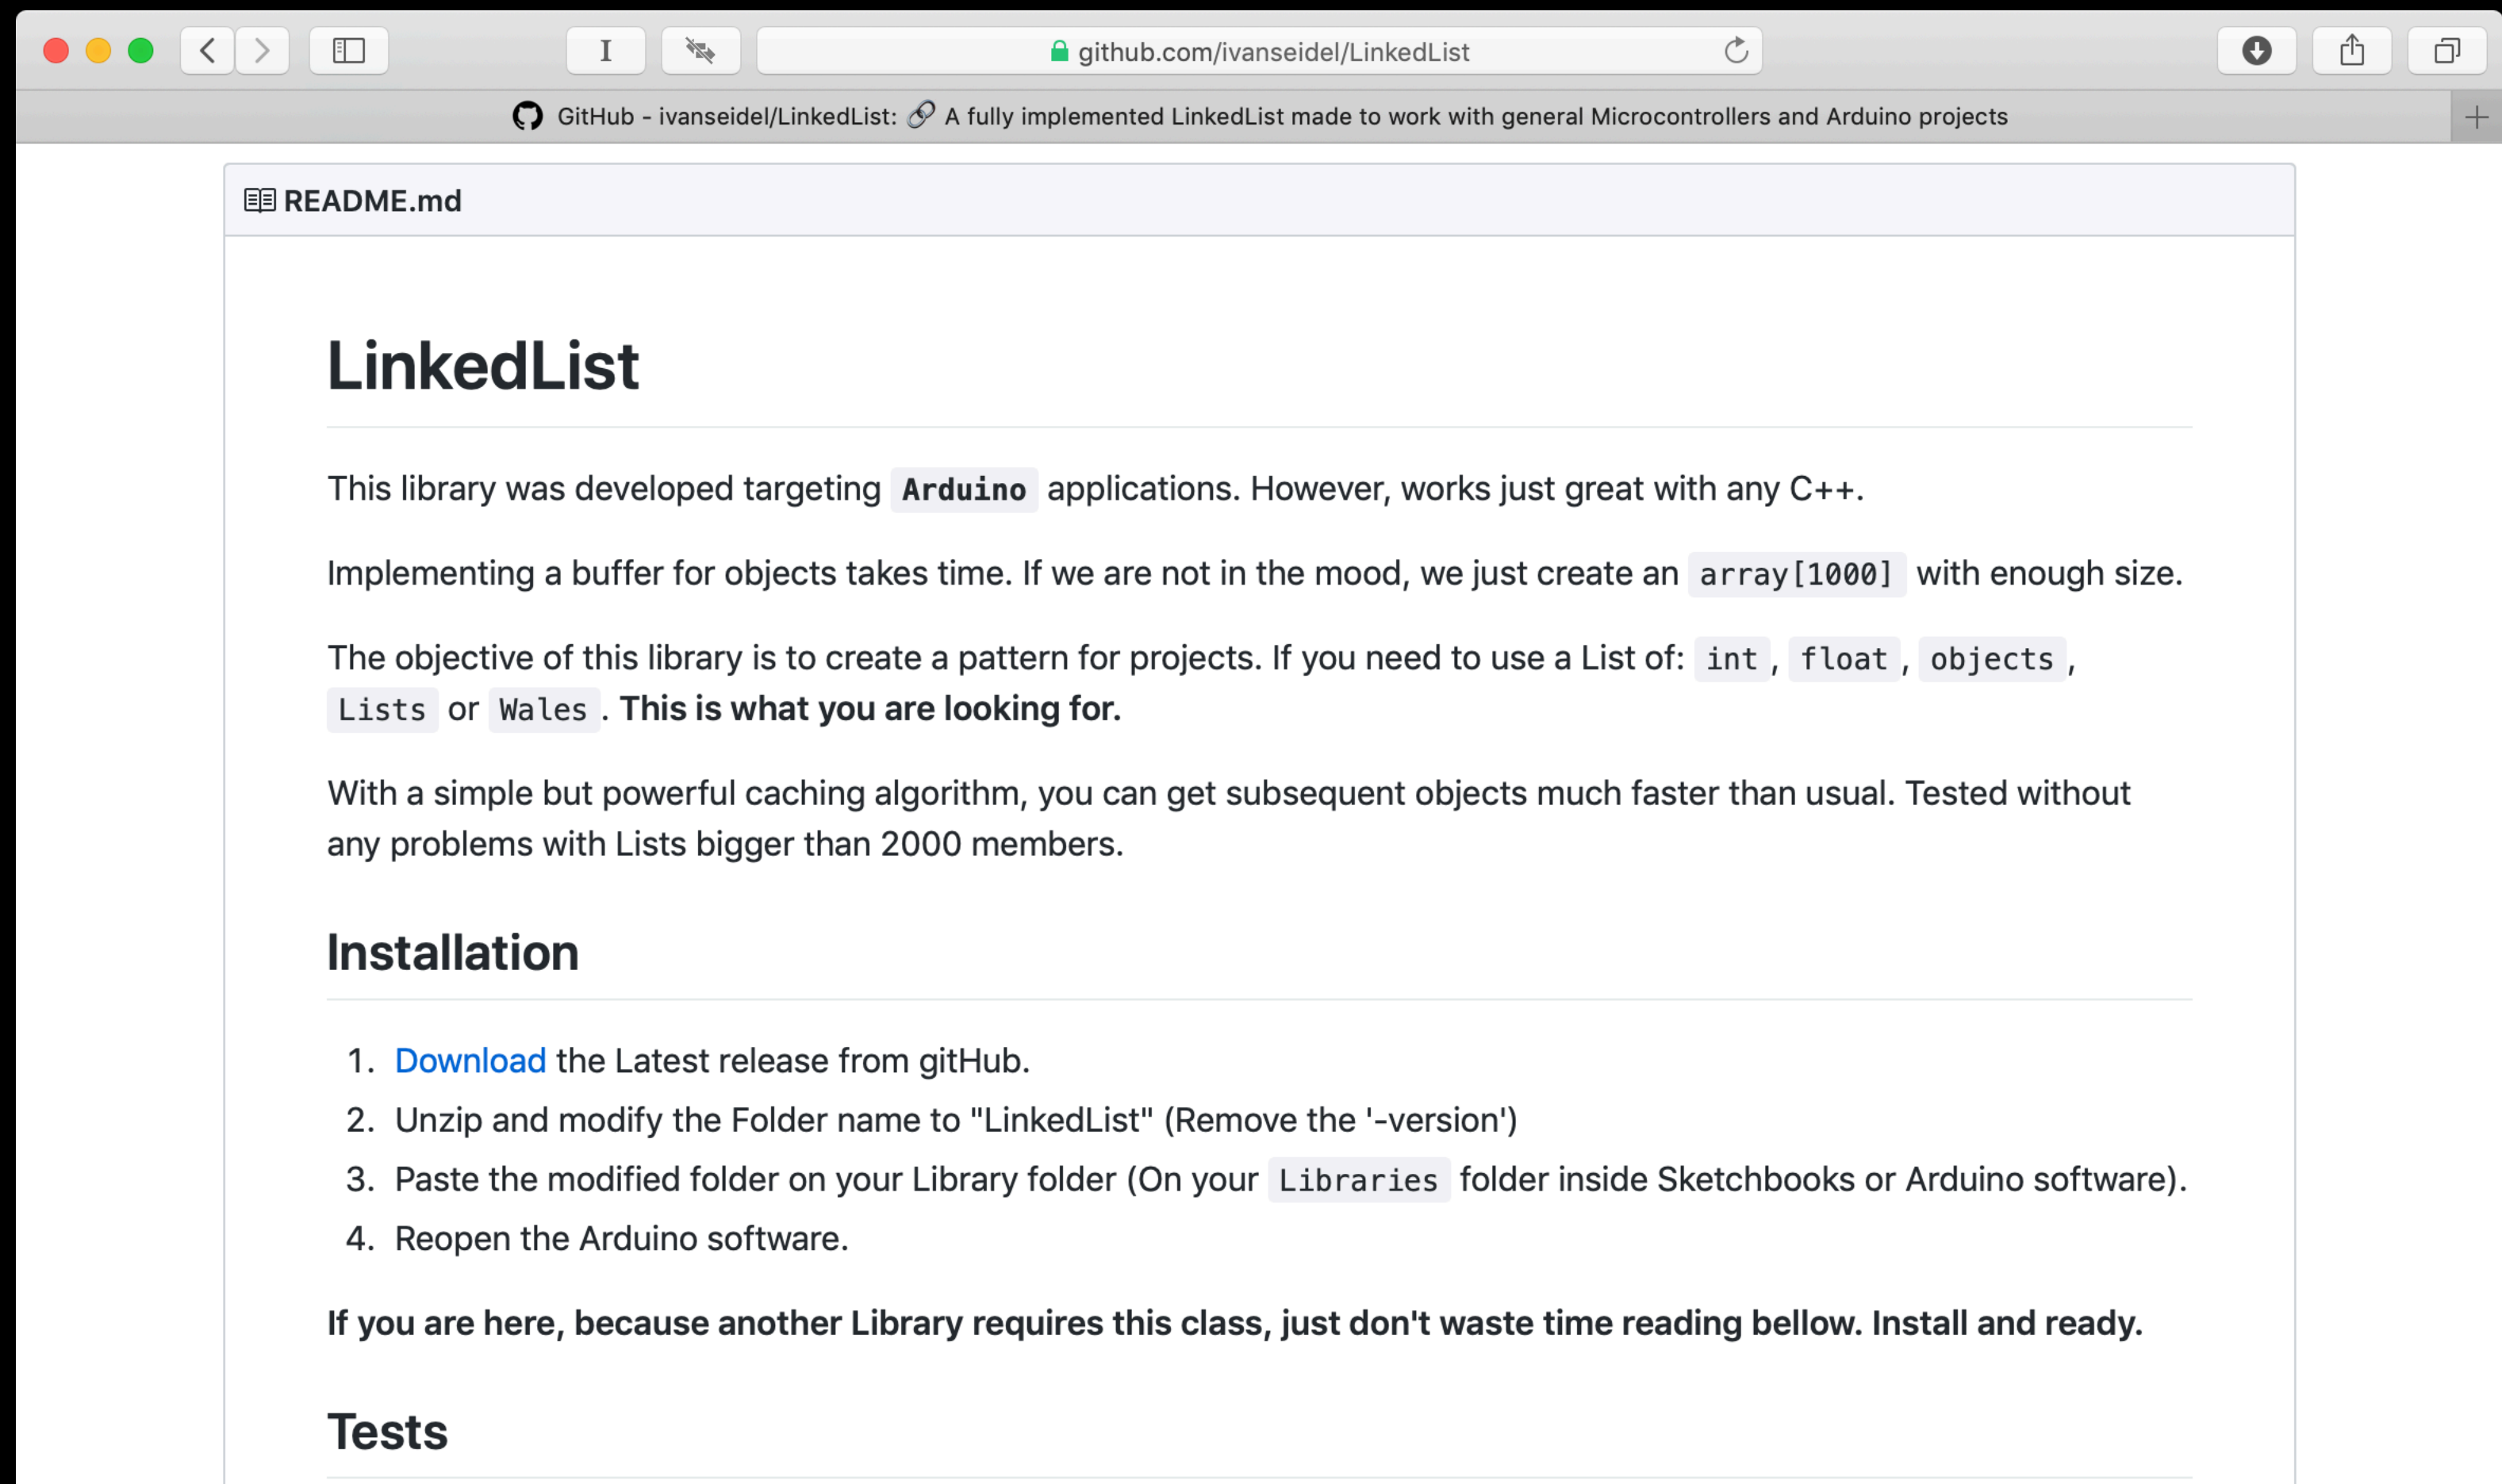 github.com/ivanseidel/LinkedList
GitHub - ivanseidel/LinkedList: 🔗 A fully implemented LinkedList made to work with general Microcontrollers and Arduino projects
README.md
LinkedList
This library was developed targeting Arduino applications. However, works just great with any C++.
Implementing a buffer for objects takes time. If we are not in the mood, we just create an array[1000] with enough size.
The objective of this library is to create a pattern for projects. If you need to use a List of: int, float, objects,
Lists or Wales. This is what you are looking for.
With a simple but powerful caching algorithm, you can get subsequent objects much faster than usual. Tested without
any problems with Lists bigger than 2000 members.
Installation
1. Download the Latest release from gitHub.
2. Unzip and modify the Folder name to "LinkedList" (Remove the '-version')
3. Paste the modified folder on your Library folder (On your Libraries folder inside Sketchbooks or Arduino software).
4. Reopen the Arduino software.
If you are here, because another Library requires this class, just don't waste time reading bellow. Install and ready.
Tests